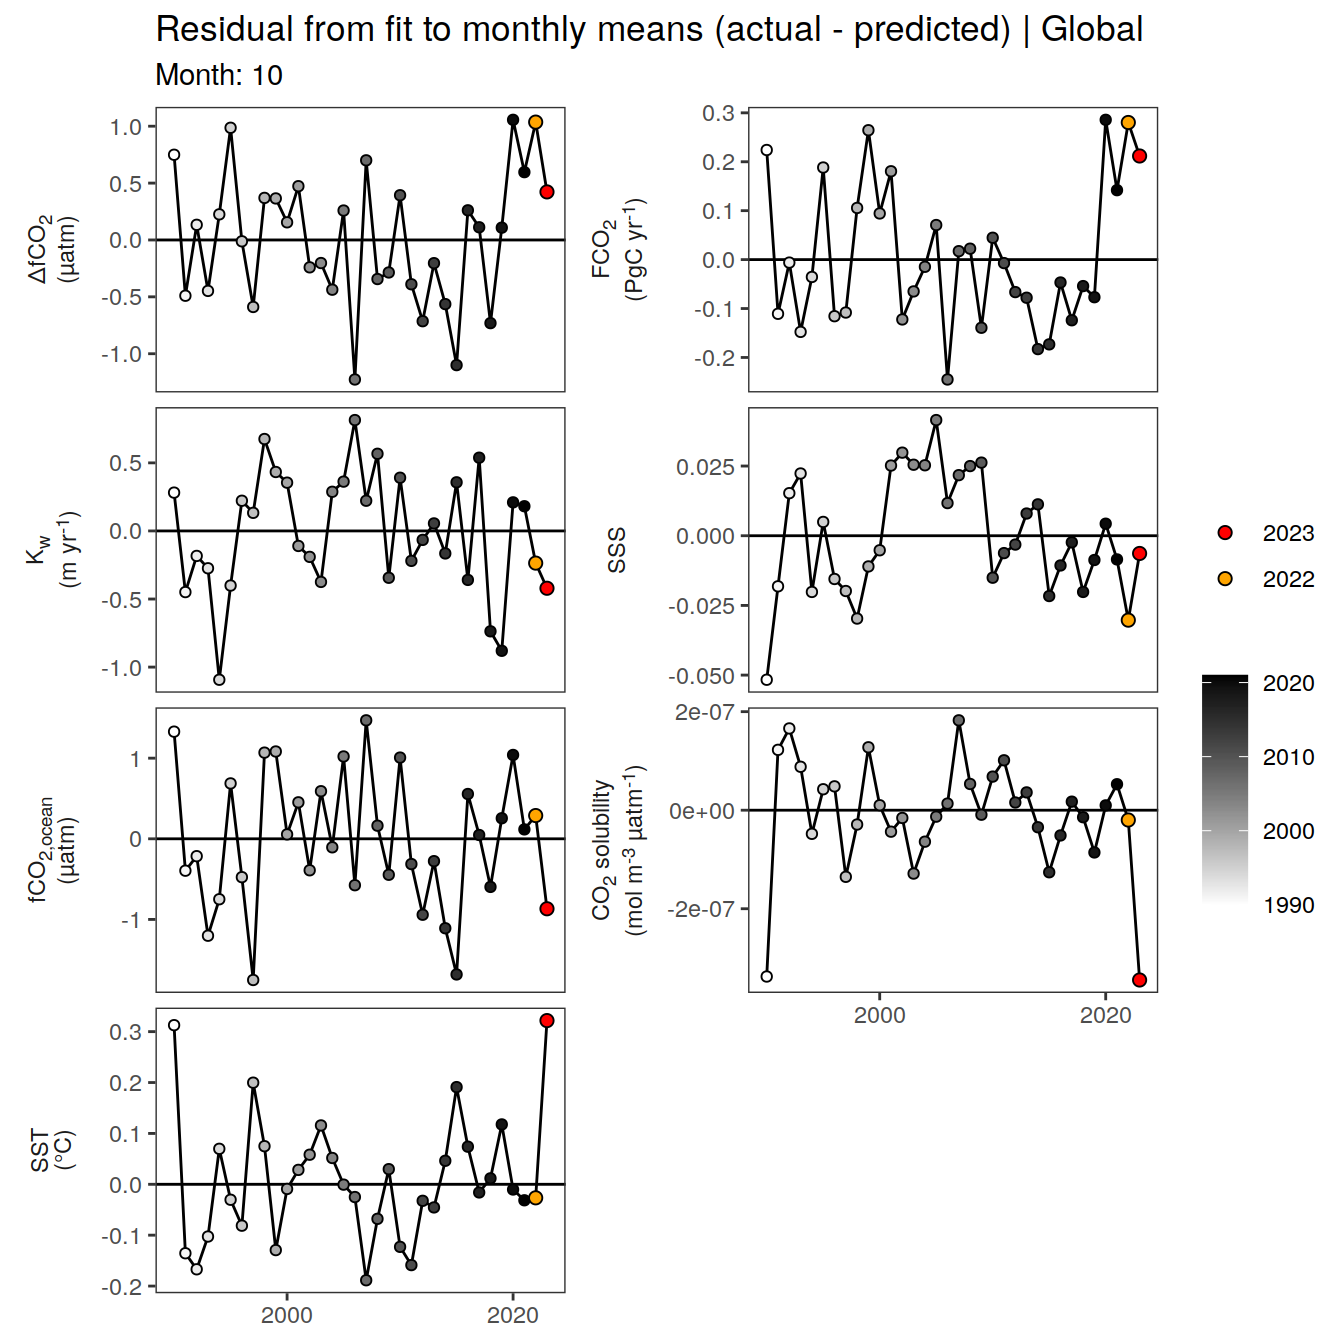 Residual from fit to monthly means (actual - predicted) | Global
Month: 10
ΔfCO2
(µatm)
1.0
0.5
0.0
-0.5
-1.0
FCO2
(PgC yr-1)
0.3
0.2
0.1
0.0
-0.1
-0.2
Kw
(m yr-1)
0.5
0.0
-0.5
-1.0
SSS
0.025
0.000
-0.025
-0.050
fCO2,ocean
(µatm)
1
0
-1
CO2 solubility
(mol m-3 µatm-1)
2e-07
0e+00
-2e-07
2000
2020
SST
(°C)
0.3
0.2
0.1
0.0
-0.1
-0.2
2000
2020
2023
2022
2020
2010
2000
1990